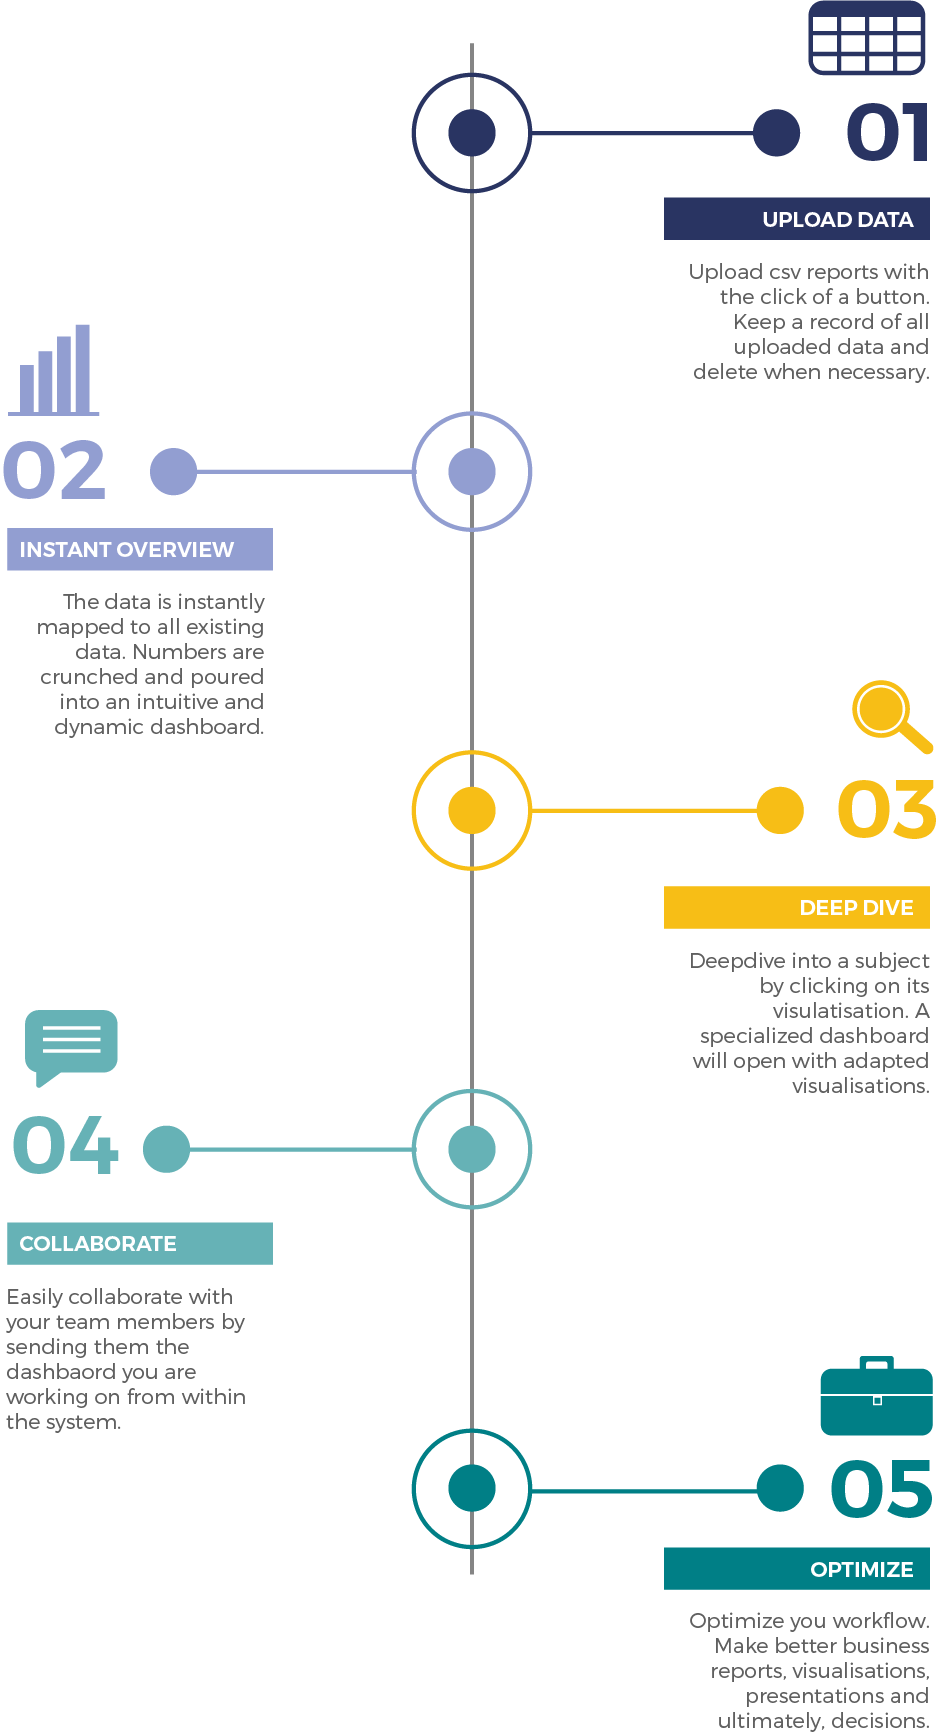 01
UPLOAD DATA
Upload csv reports with
the click of a button.
Keep a record of all
uploaded data and
delete when necessary.
02
INSTANT OVERVIEW
The data is instantly
mapped to all existing
data. Numbers are
crunched and poured
into an intuitive and
dynamic dashboard.
03
DEEP DIVE
Deepdive into a subject
by clicking on its
visulatisation. A
specialized dashboard
will open with adapted
visualisations.
04
COLLABORATE
Easily collaborate with
your team members by
sending them the
dashbaord you are
working on from within
the system.
05
OPTIMIZE
Optimize you workflow.
Make better business
reports, visualisations,
presentations and
ultimately, decisions.